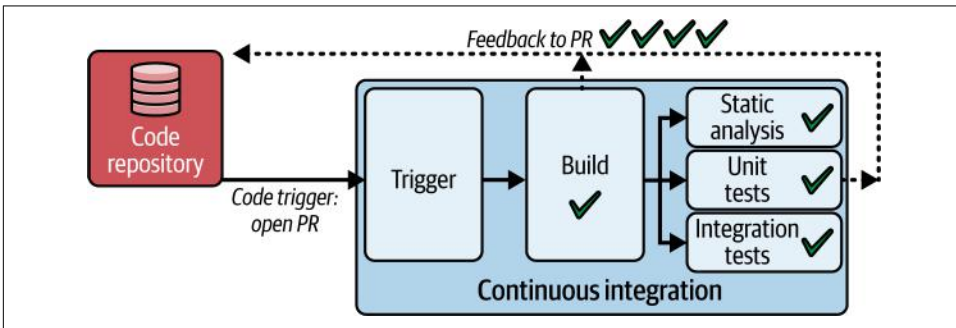 Feedback to PR
Code
repository
Code trigger:
open PR
Trigger
Build
Static
analysis
Unit
tests
Integration
tests
Continuous integration